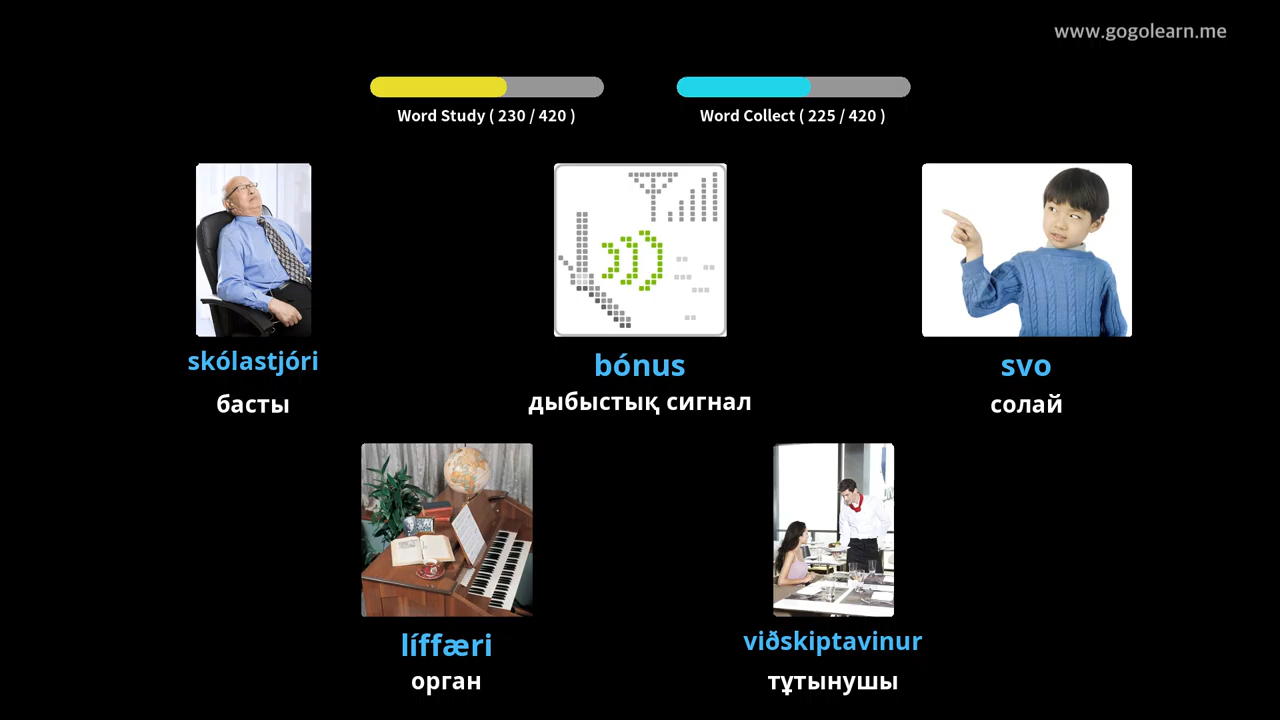 www.gogolearn.me
Word Study ( 230 / 420 )
Word Collect ( 225 / 420 )
skólastjóri
басты
bónus
дыбыстық сигнал
svo
солай
líffæri
орган
viðskiptavinur
тұтынушы